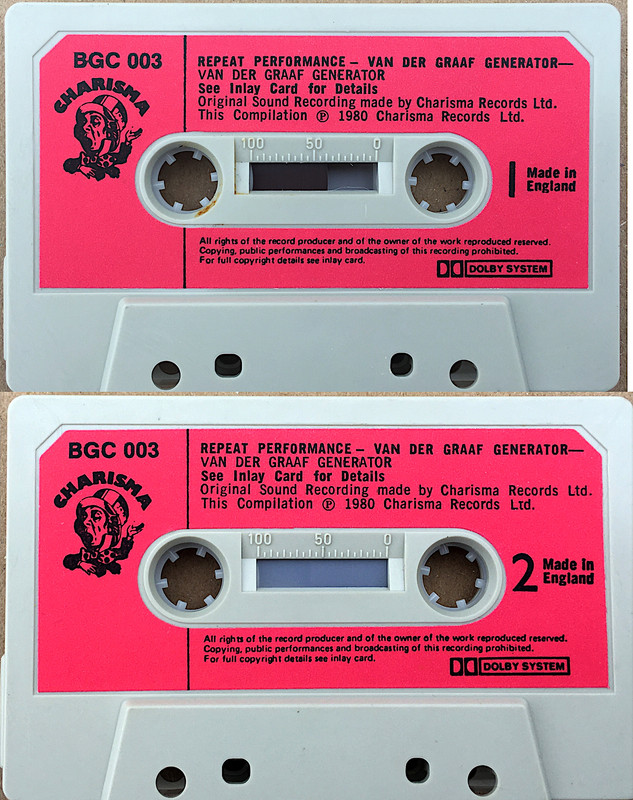 BGC 003
CHARISMA
REPEAT PERFORMANCE – VAN DER GRAAF GENERATOR—
VAN DER GRAAF GENERATOR
See Inlay Card for Details
Original Sound Recording made by Charisma Records Ltd.
This Compilation ℗ 1980 Charisma Records Ltd.
100 50 0
1 Made in
England
All rights of the record producer and of the owner of the work reproduced reserved.
Copying, public performances and broadcasting of this recording prohibited.
For full copyright details see inlay card.
DOLBY SYSTEM
BGC 003
CHARISMA
REPEAT PERFORMANCE – VAN DER GRAAF GENERATOR—
VAN DER GRAAF GENERATOR
See Inlay Card for Details
Original Sound Recording made by Charisma Records Ltd.
This Compilation ℗ 1980 Charisma Records Ltd.
100 50 0
2 Made in
England
All rights of the record producer and of the owner of the work reproduced reserved.
Copying, public performances and broadcasting of this recording prohibited.
For full copyright details see inlay card.
DOLBY SYSTEM